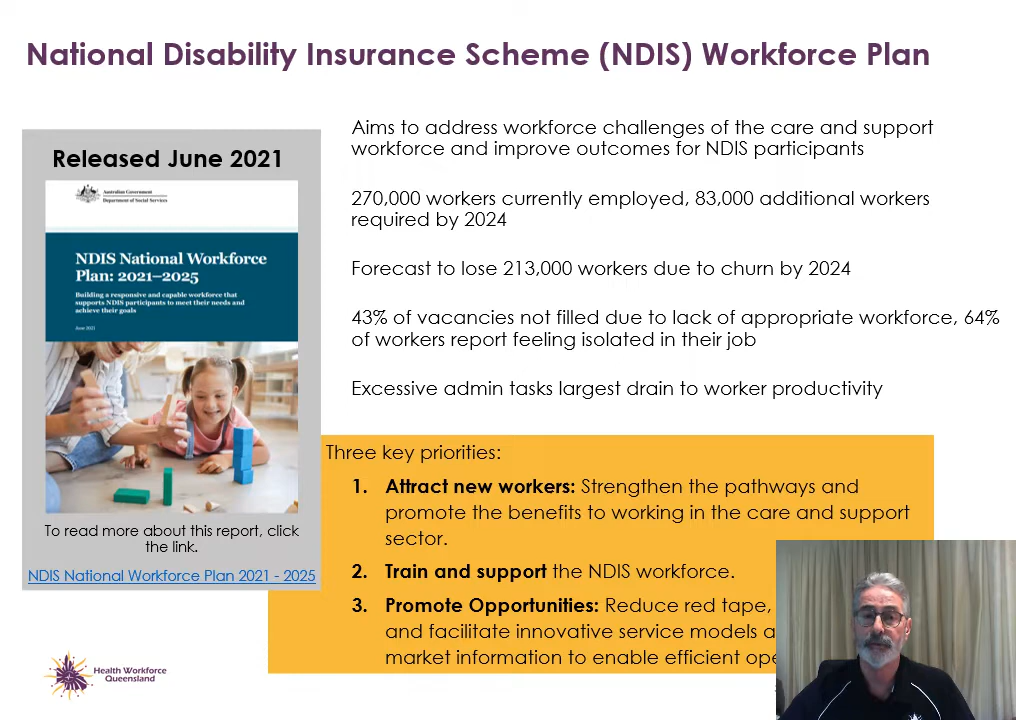 National Disability Insurance Scheme (NDIS) Workforce Plan
Released June 2021
Australian Government
Department of Social Services
NDIS National Workforce
Plan: 2021–2025
Building a responsive and capable workforce that
supports NDIS participants to meet their needs and
achieve their goals
June 2021
To read more about this report, click
the link.
NDIS National Workforce Plan 2021 - 2025
Aims to address workforce challenges of the care and support
workforce and improve outcomes for NDIS participants
270,000 workers currently employed, 83,000 additional workers
required by 2024
Forecast to lose 213,000 workers due to churn by 2024
43% of vacancies not filled due to lack of appropriate workforce, 64%
of workers report feeling isolated in their job
Excessive admin tasks largest drain to worker productivity
Three key priorities:
1. Attract new workers: Strengthen the pathways and
promote the benefits to working in the care and support
sector.
2. Train and support the NDIS workforce.
3. Promote Opportunities: Reduce red tape,
and facilitate innovative service models
market information to enable efficient
Health Workforce
Queensland